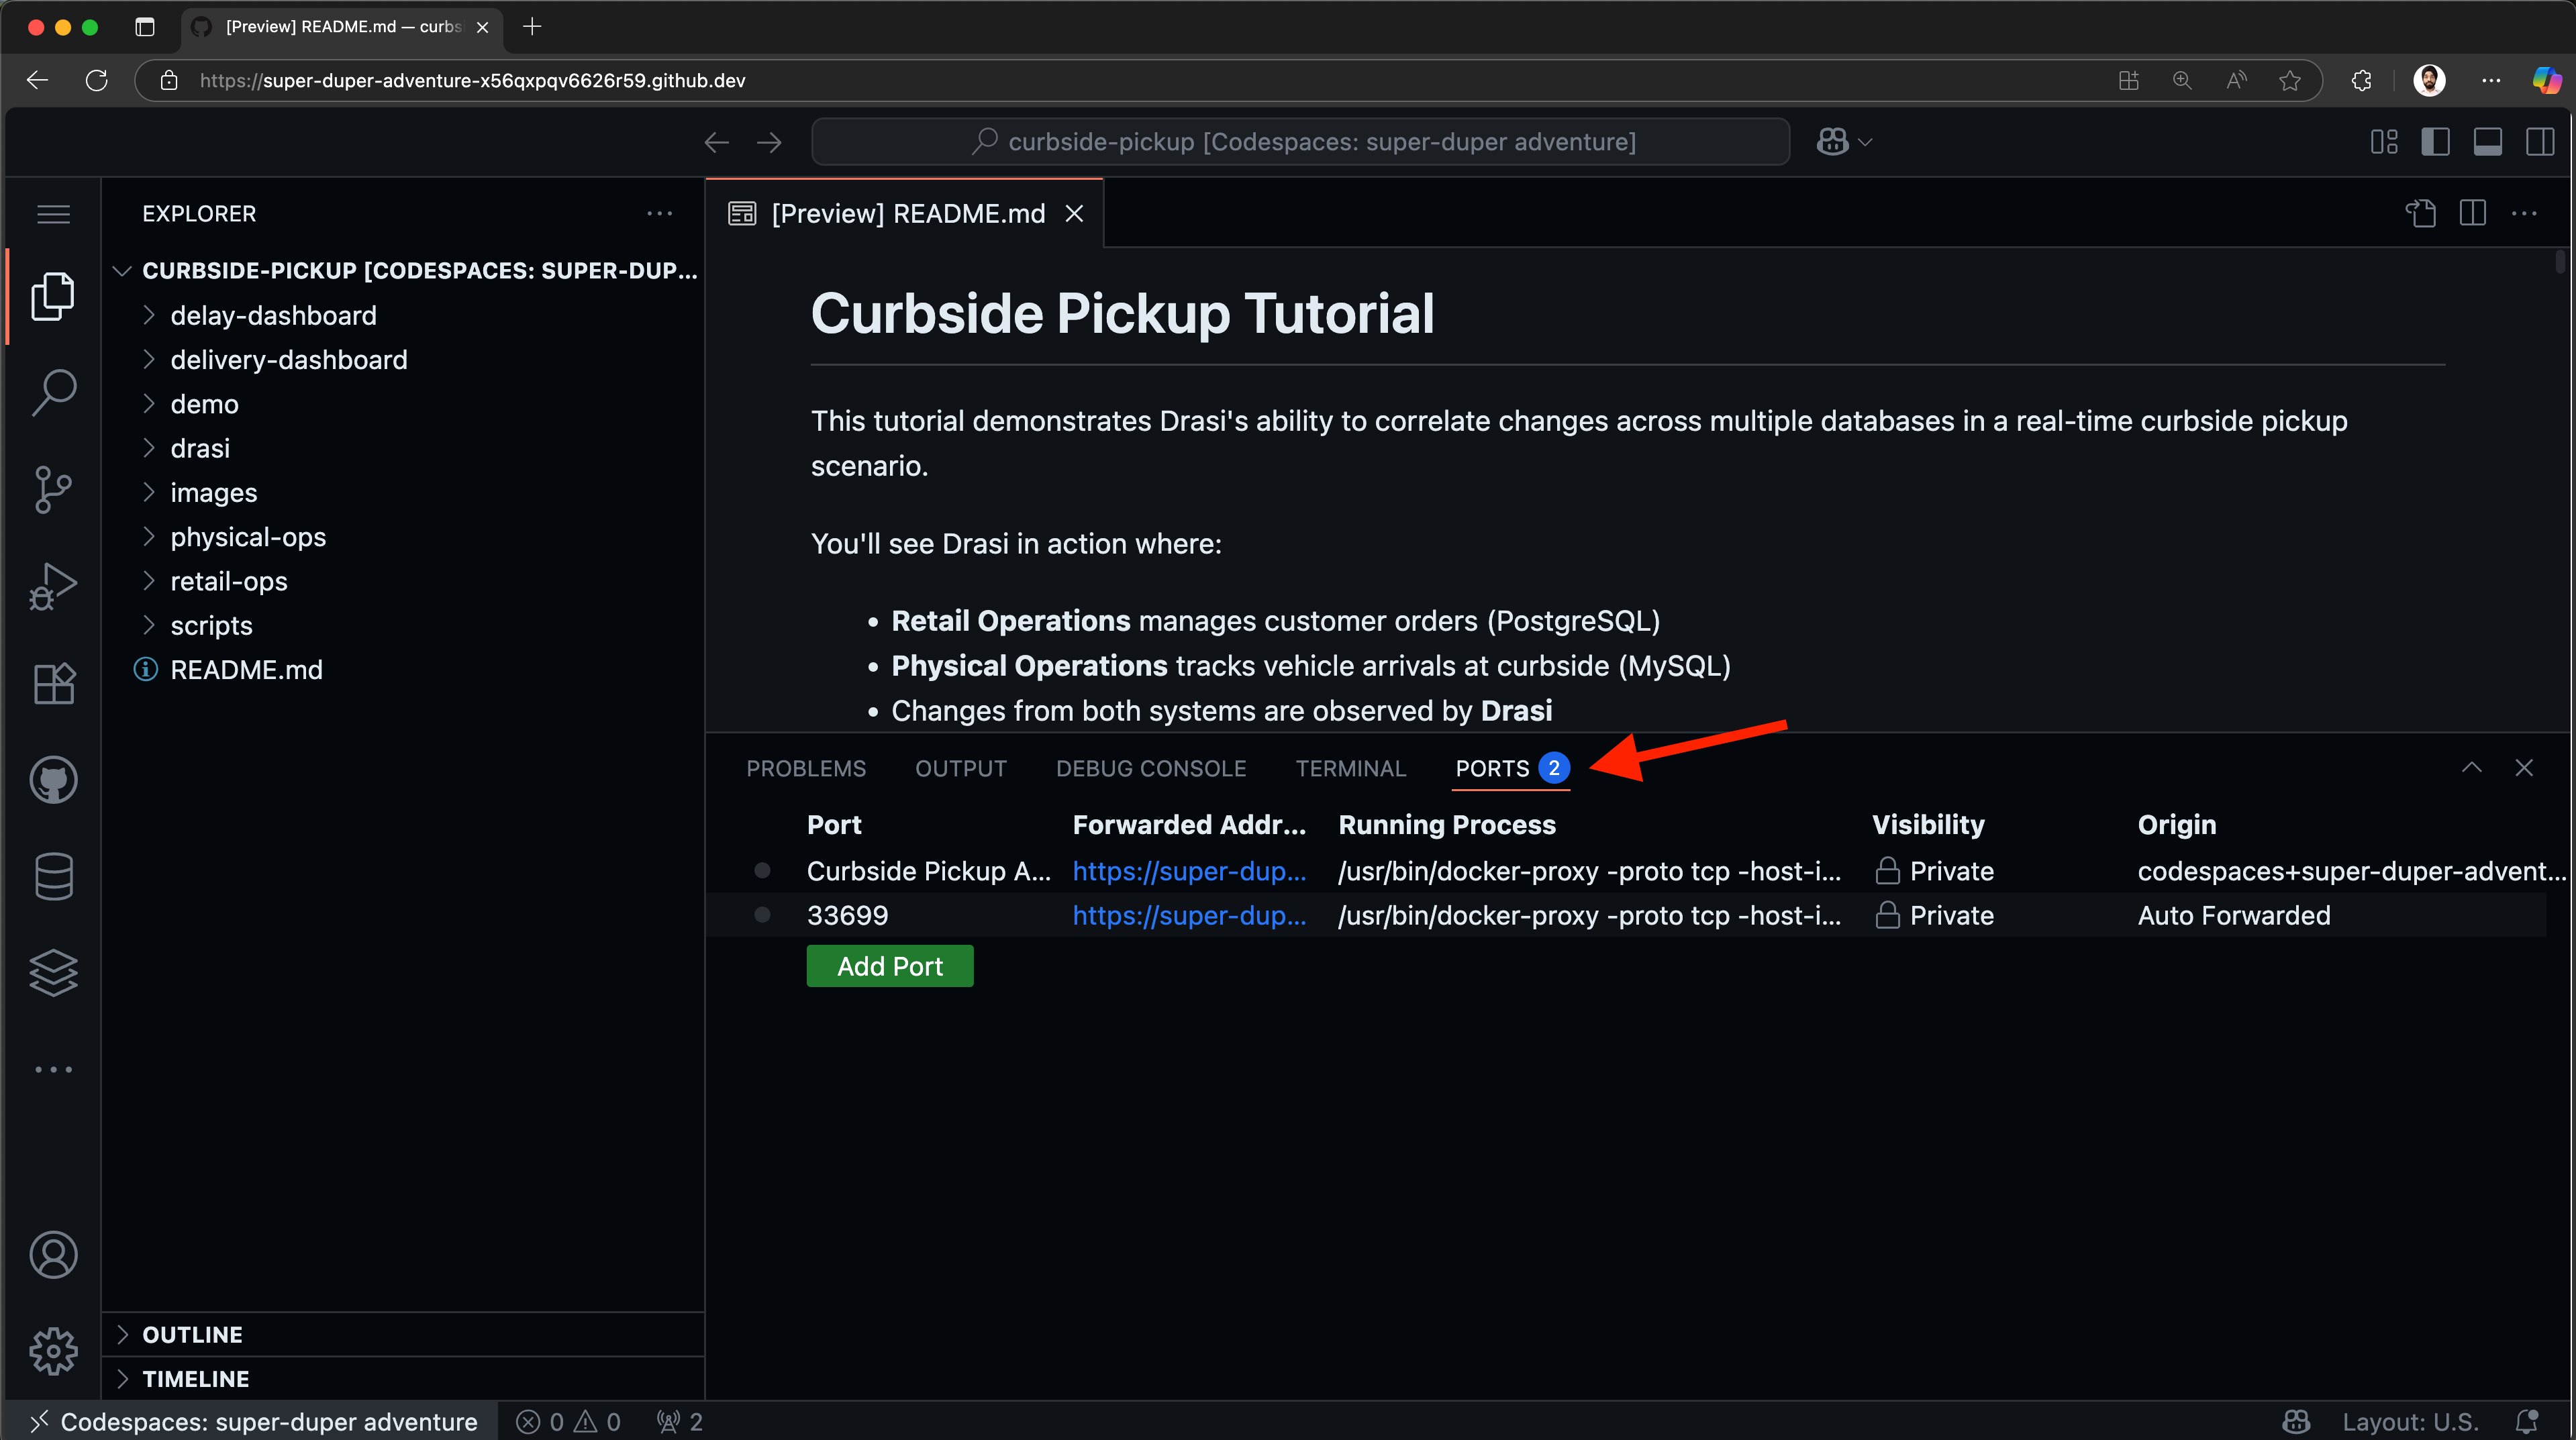 [Preview] README.md — curbs
https://super-duper-adventure-x56qxpqv6626r59.github.dev
curbside-pickup [Codespaces: super-duper adventure]
EXPLORER
CURBSIDE-PICKUP [CODESPACES: SUPER-DUP...
delay-dashboard
delivery-dashboard
demo
drasi
images
physical-ops
retail-ops
scripts
README.md
OUTLINE
TIMELINE
[Preview] README.md
Curbside Pickup Tutorial
This tutorial demonstrates Drasi's ability to correlate changes across multiple databases in a real-time curbside pickup
scenario.
You'll see Drasi in action where:
• Retail Operations manages customer orders (PostgreSQL)
• Physical Operations tracks vehicle arrivals at curbside (MySQL)
• Changes from both systems are observed by Drasi
PROBLEMS OUTPUT DEBUG CONSOLE TERMINAL PORTS 2
Port Forwarded Addr... Running Process Visibility Origin
Curbside Pickup A... https://super-dup... /usr/bin/docker-proxy -proto tcp -host-i... Private codespaces+super-duper-advent...
33699 https://super-dup... /usr/bin/docker-proxy -proto tcp -host-i... Private Auto Forwarded
Add Port
Codespaces: super-duper adventure 0 0 2 Layout: U.S.